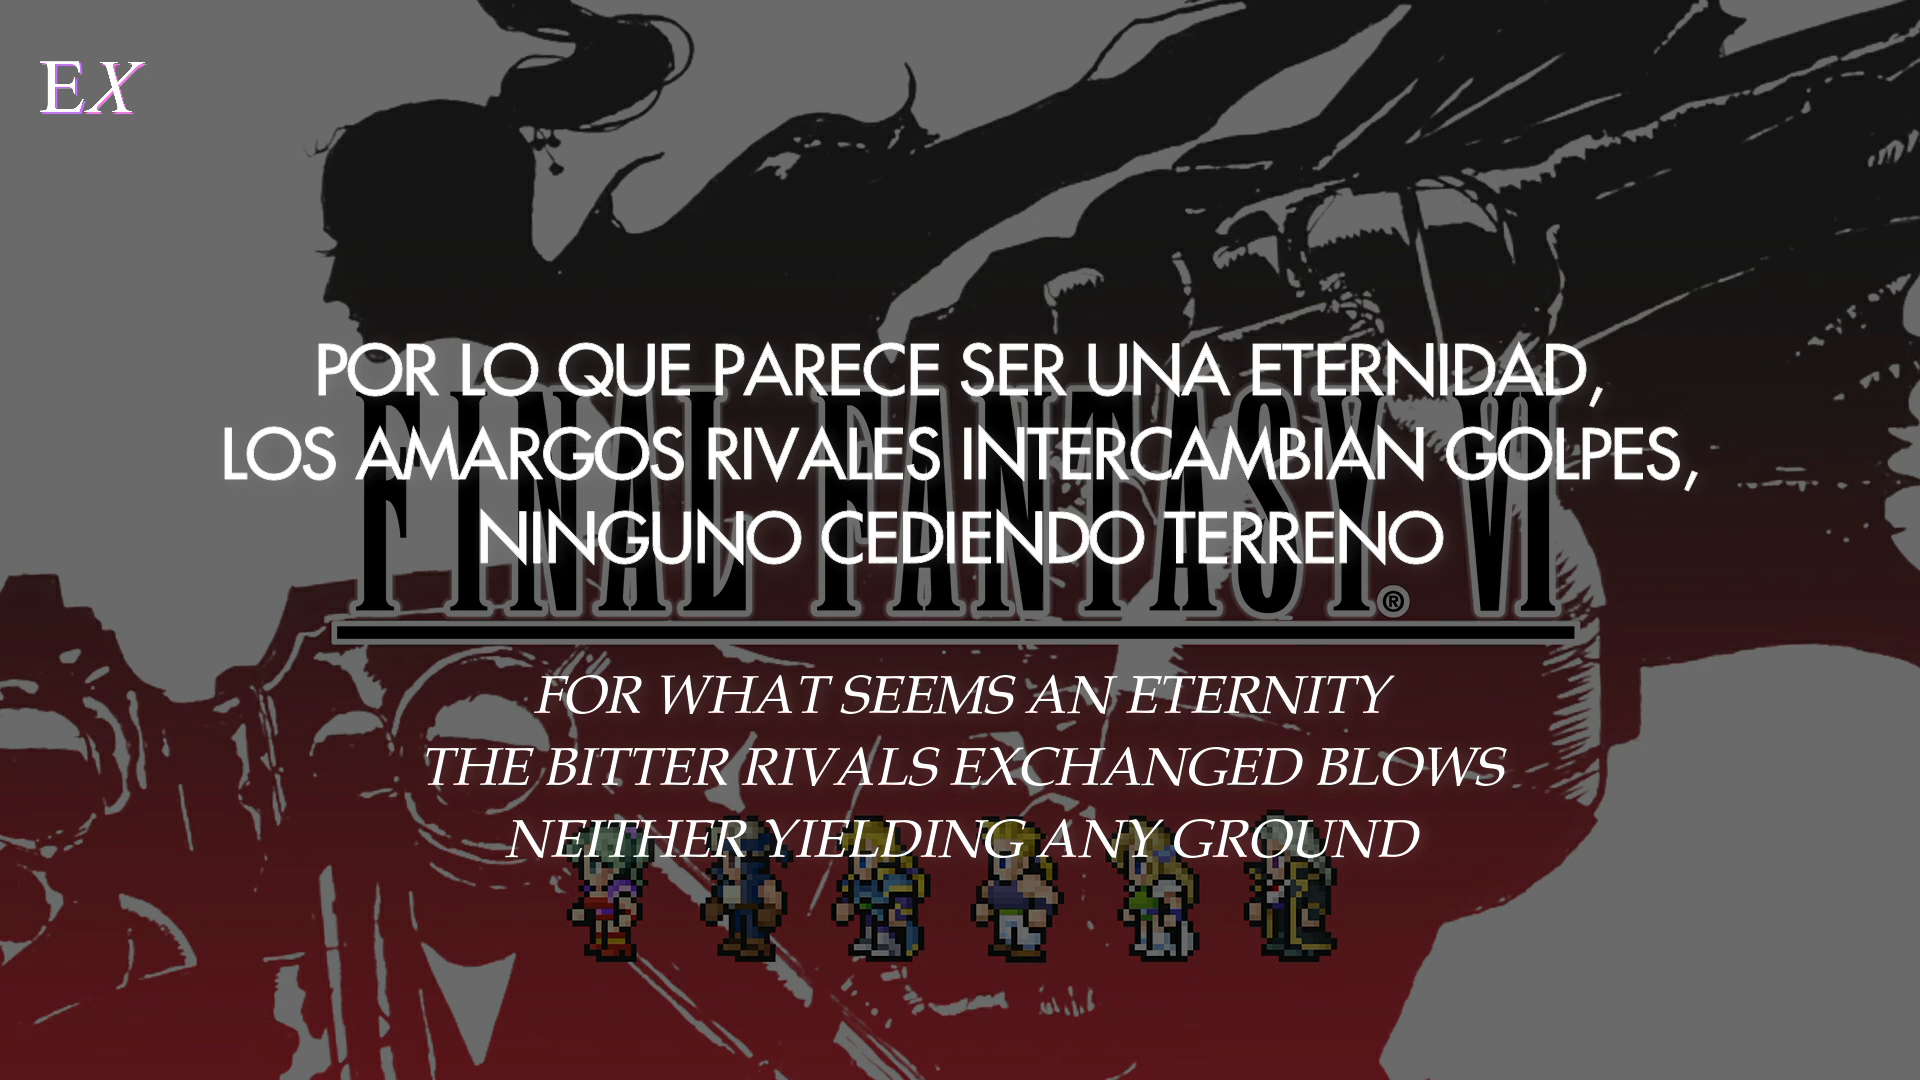 EX
POR LO QUE PARECE SER UNA ETERNIDAD,
LOS AMARGOS RIVALES INTERCAMBIAN GOLPES,
NINGUNO CEDIENDO TERRENO
FINAL FANTASY VI
®
FOR WHAT SEEMS AN ETERNITY
THE BITTER RIVALS EXCHANGED BLOWS
NEITHER YIELDING ANY GROUND